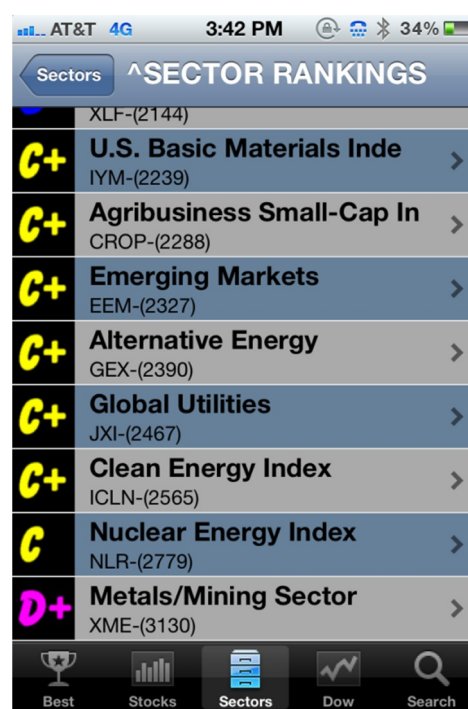 AT&T 4G 3:42 PM 34%
Sectors ^SECTOR RANKINGS
XLF-(2144)
C+ U.S. Basic Materials Inde
IYM-(2239)
C+ Agribusiness Small-Cap In
CROP-(2288)
C+ Emerging Markets
EEM-(2327)
C+ Alternative Energy
GEX-(2390)
C+ Global Utilities
JXI-(2467)
C+ Clean Energy Index
ICLN-(2565)
C Nuclear Energy Index
NLR-(2779)
D+ Metals/Mining Sector
XME-(3130)
Best Stocks Sectors Dow Search